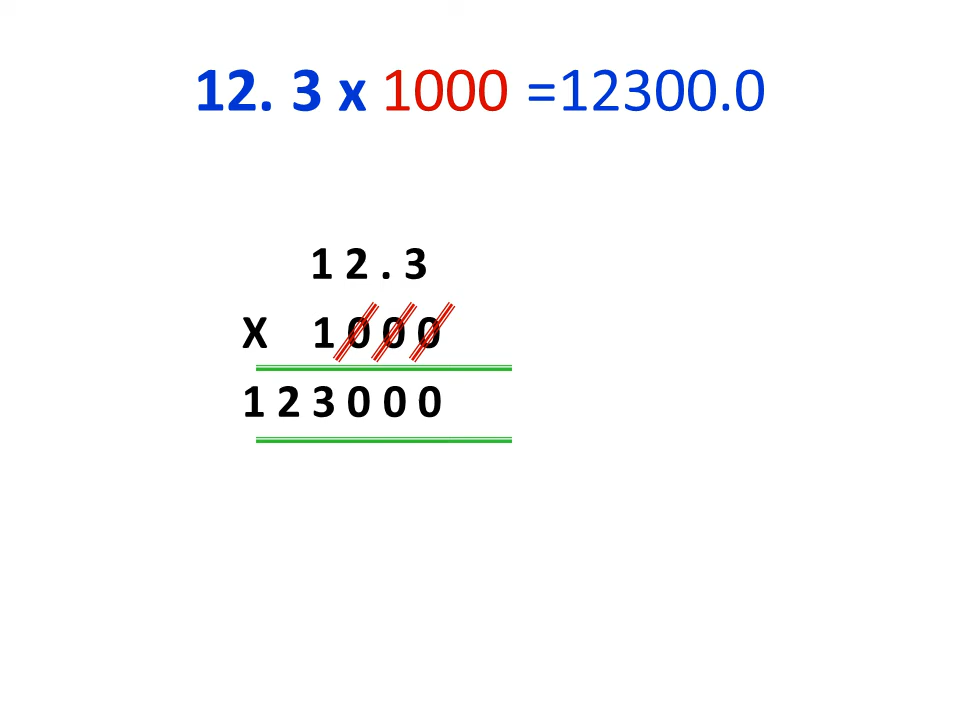 12. 3 x 1000 =12300.0
1 2 . 3
X 1 0 0 0
1 2 3 0 0 0